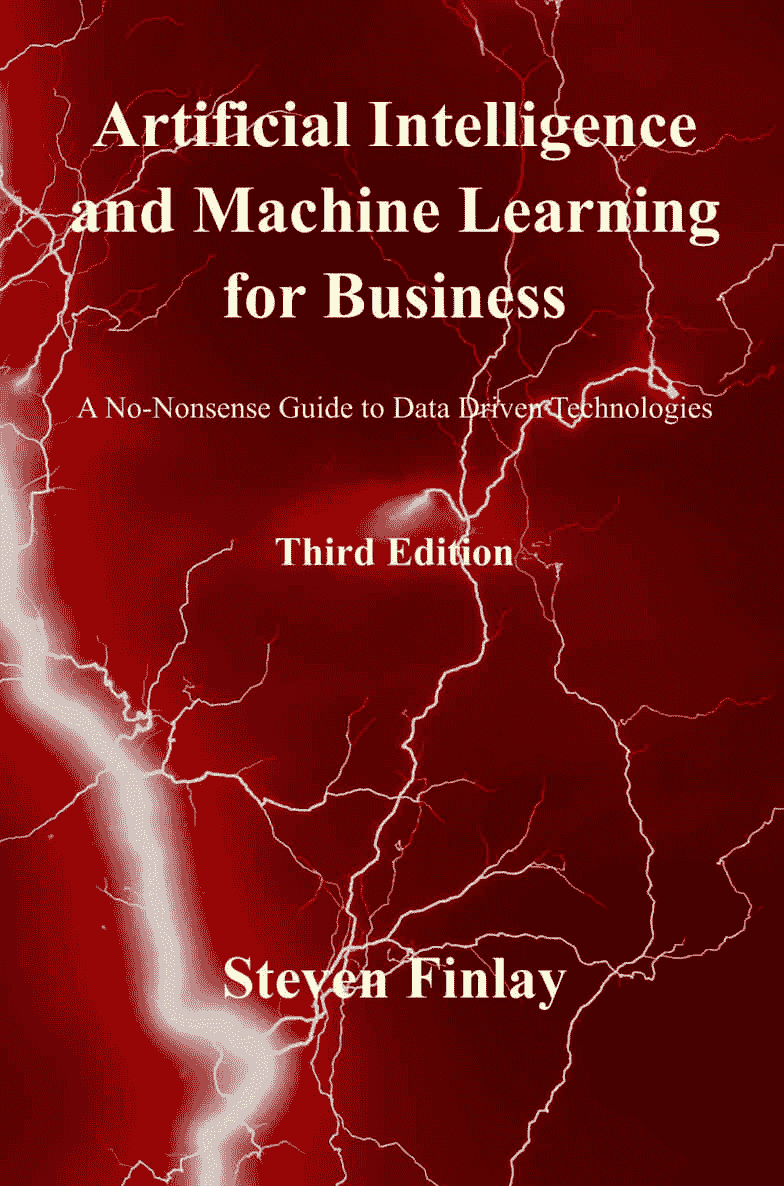 Artificial Intelligence
and Machine Learning
for Business
A No-Nonsense Guide to Data Driven Technologies
Third Edition
Steven Finlay